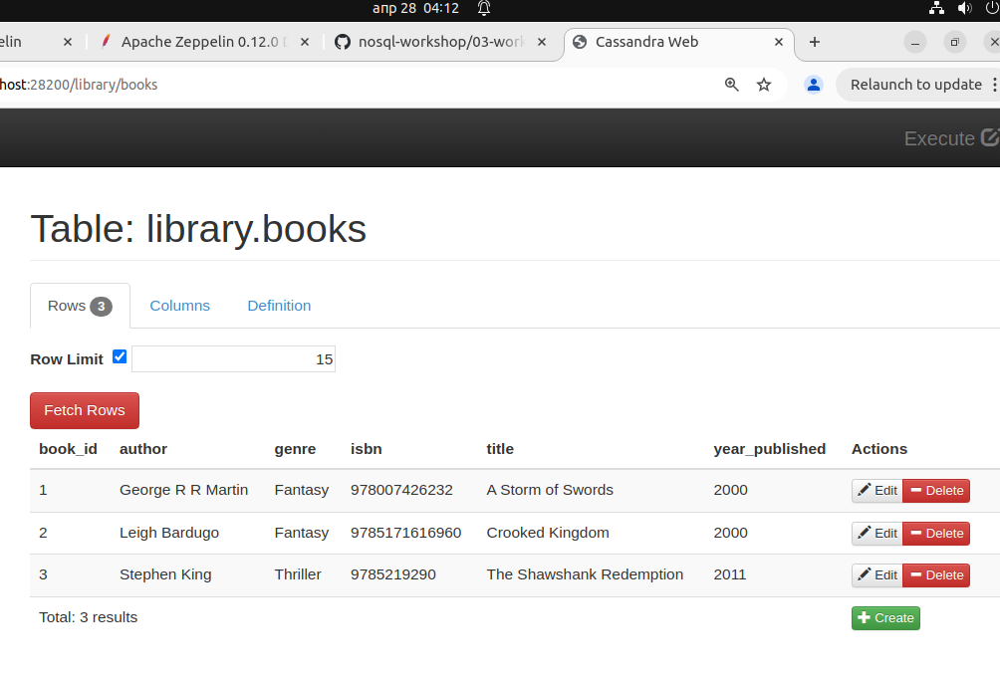 апр 28 04:12
elin
Apache Zeppelin 0.12.0
nosql-workshop/03-wor
Cassandra Web
host:28200/library/books
Relaunch to update
Execute
Table: library.books
Rows 3 Columns Definition
Row Limit 15
Fetch Rows
book_id author genre isbn title year_published Actions
1 George R R Martin Fantasy 978007426232 A Storm of Swords 2000 Edit Delete
2 Leigh Bardugo Fantasy 9785171616960 Crooked Kingdom 2000 Edit Delete
3 Stephen King Thriller 9785219290 The Shawshank Redemption 2011 Edit Delete
Total: 3 results Create